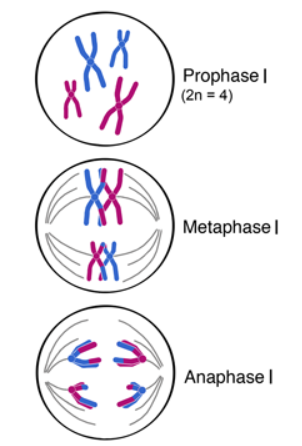 Prophase I
(2n = 4)
Metaphase I
Anaphase I